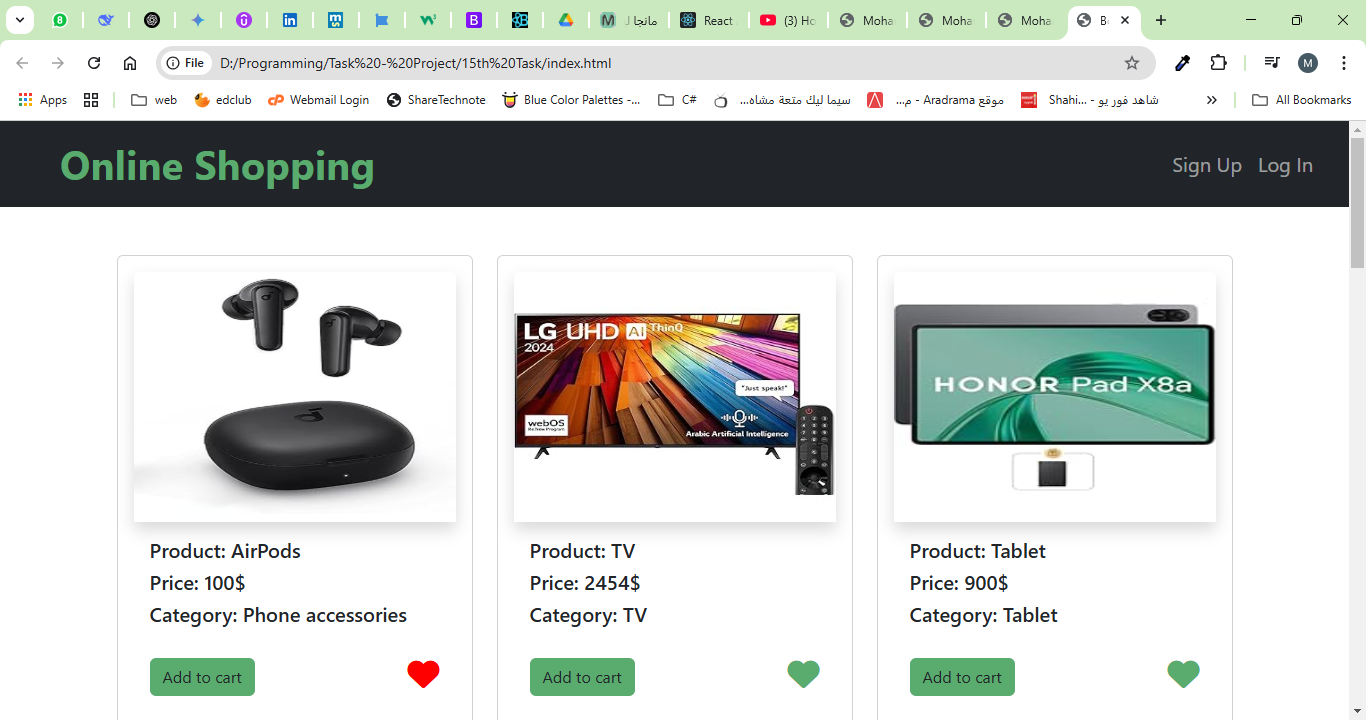 مانجا ل
React
(3) Ho
Moha
Moha
Moha
Bo
File
D:/Programming/Task%20-%20Project/15th%20Task/index.html
M
Apps
web
edclub
Webmail Login
ShareTechnote
Blue Color Palettes -...
C#
سيما ليك متعة مشاه...
موقع Aradrama - م...
شاهد فور يو - ...Shahi
All Bookmarks
Online Shopping
Sign Up
Log In
LG UHD AI ThinQ
2024
"Just speak!"
webOS
Re:New Program
Arabic Artificial Intelligence
HONOR Pad X8a
Product: AirPods
Price: 100$
Category: Phone accessories
Add to cart
Product: TV
Price: 2454$
Category: TV
Add to cart
Product: Tablet
Price: 900$
Category: Tablet
Add to cart